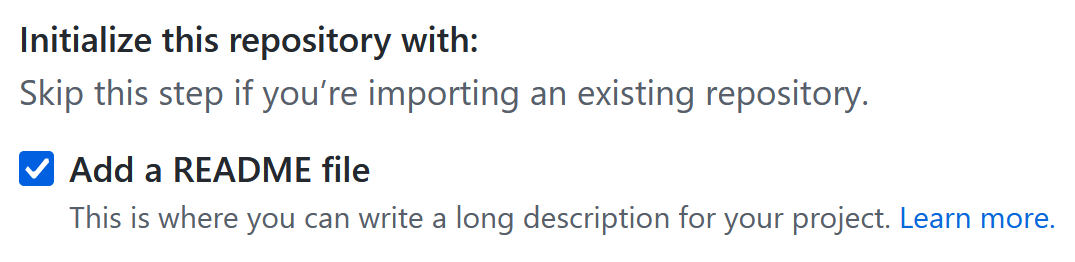 Initialize this repository with:
Skip this step if you’re importing an existing repository.
Add a README file
This is where you can write a long description for your project. Learn more.